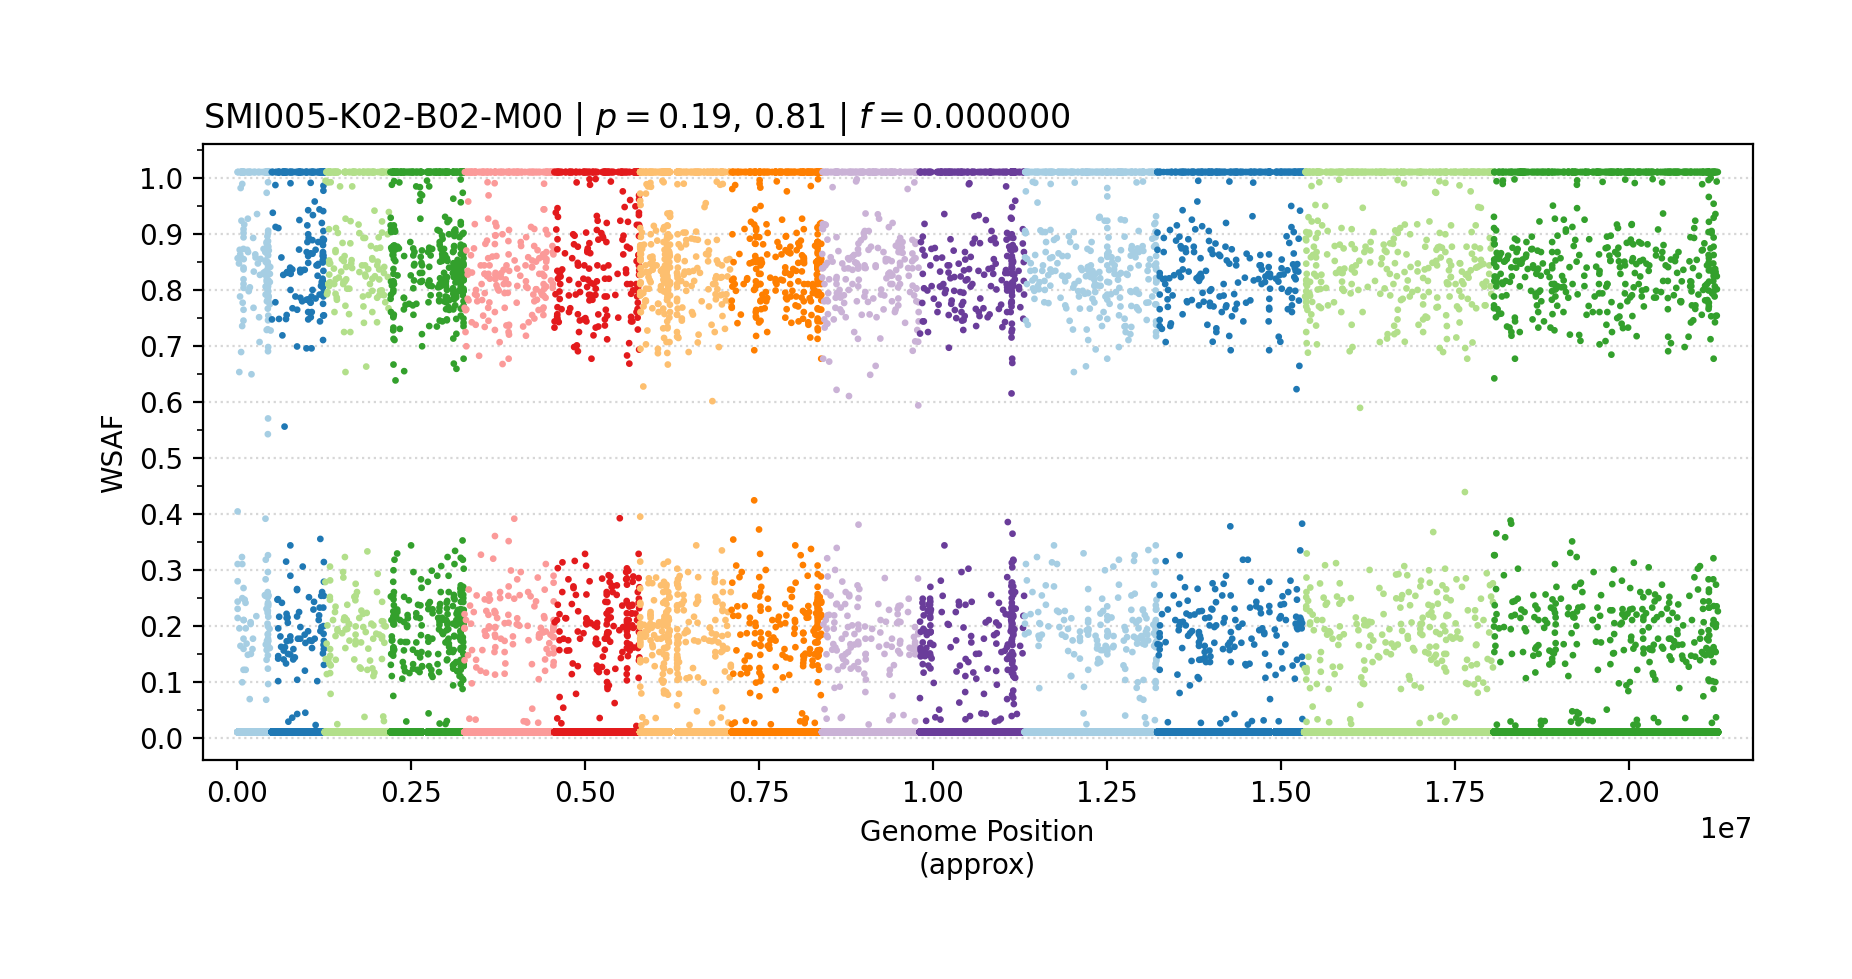 SMI005-K02-B02-M00 | p = 0.19, 0.81 | f = 0.000000
1.0
0.9
0.8
0.7
0.6
0.5
0.4
0.3
0.2
0.1
0.0
WSAF
0.00 0.25 0.50 0.75 1.00 1.25 1.50 1.75 2.00
1e7
Genome Position
(approx)